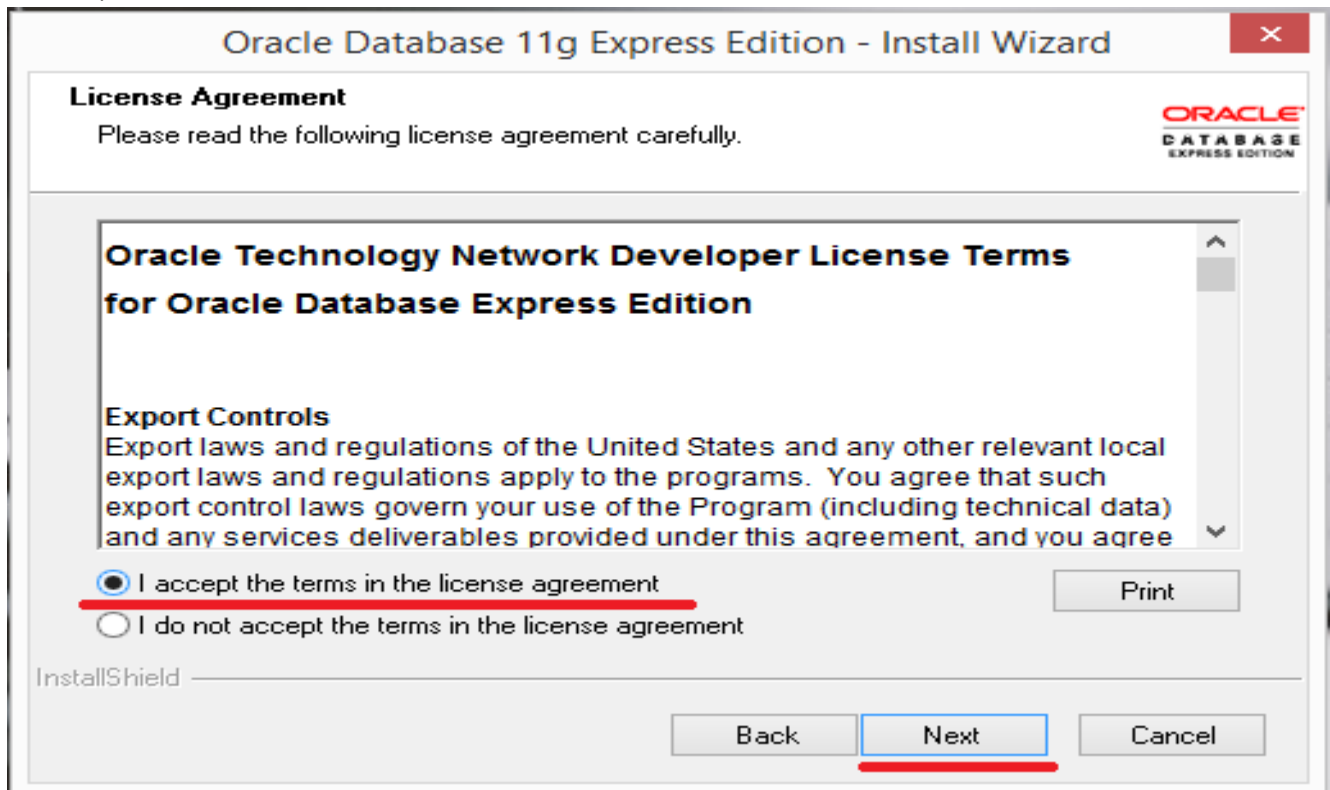 Oracle Database 11g Express Edition - Install Wizard
License Agreement
Please read the following license agreement carefully.
ORACLE
DATABASE
EXPRESS EDITION
Oracle Technology Network Developer License Terms
for Oracle Database Express Edition
Export Controls
Export laws and regulations of the United States and any other relevant local
export laws and regulations apply to the programs. You agree that such
export control laws govern your use of the Program (including technical data)
and any services deliverables provided under this agreement, and you agree
I accept the terms in the license agreement
Print
I do not accept the terms in the license agreement
InstallShield
Back Next Cancel